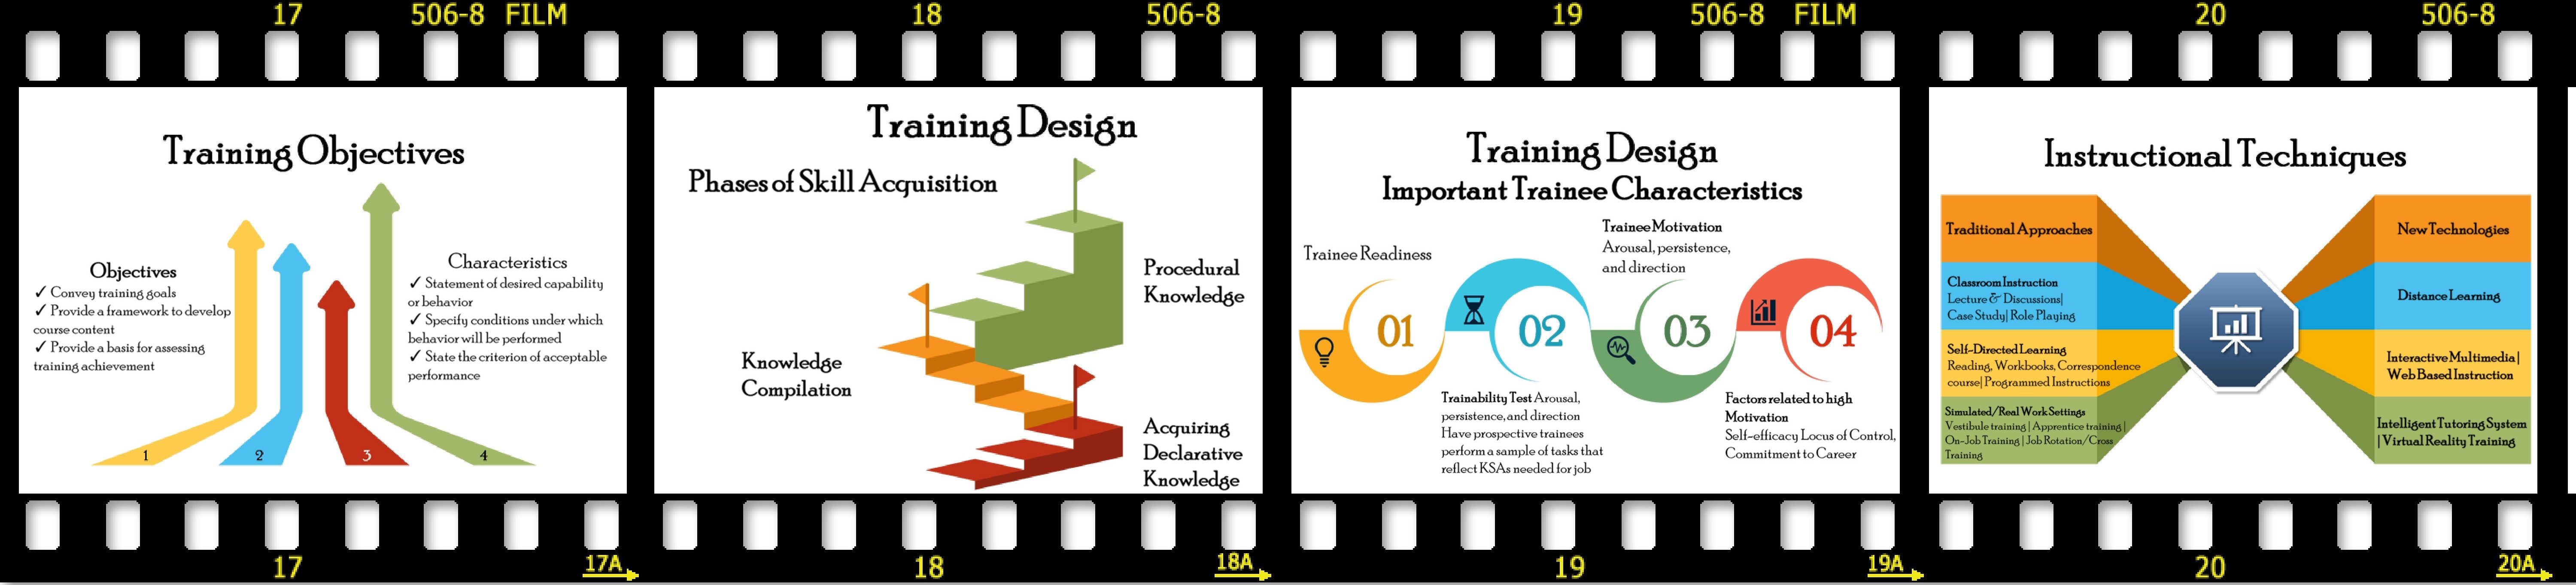 17 506-8 FILM 18 506-8 19 506-8 FILM 20 506-8
Training Objectives
Objectives
✓ Convey training goals
✓ Provide a framework to develop
course content
✓ Provide a basis for assessing
training achievement
Characteristics
✓ Statement of desired capability
or behavior
✓ Specify conditions under which
behavior will be performed
✓ State the criterion of acceptable
performance
1 2 3 4
Training Design
Phases of Skill Acquisition
Procedural
Knowledge
Knowledge
Compilation
Acquiring
Declarative
Knowledge
Training Design
Important Trainee Characteristics
Trainee Readiness
Trainee Motivation
Arousal, persistence,
and direction
01 02 03 04
Trainability Test Arousal,
persistence, and direction
Have prospective trainees
perform a sample of tasks that
reflect KSAs needed for job
Factors related to high
Motivation
Self-efficacy Locus of Control,
Commitment to Career
Instructional Techniques
Traditional Approaches
Classroom Instruction
Lecture & Discussions|
Case Study| Role Playing
Self-Directed Learning
Reading, Workbooks, Correspondence
course| Programmed Instructions
Simulated/Real Work Settings
Vestibule training | Apprentice training |
On-Job Training | Job Rotation/Cross
Training
New Technologies
Distance Learning
Interactive Multimedia |
Web Based Instruction
Intelligent Tutoring System
| Virtual Reality Training
17 17A 18 18A 19 19A 20 20A